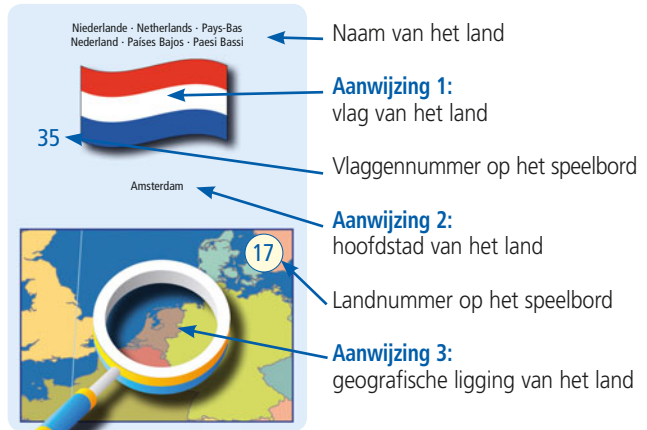 Niederlande · Netherlands · Pays-Bas
Nederland · Países Bajos · Paesi Bassi
35
Amsterdam
17
Naam van het land
Aanwijzing 1:
vlag van het land
Vlaggennummer op het speelbord
Aanwijzing 2:
hoofdstad van het land
Landnummer op het speelbord
Aanwijzing 3:
geografische ligging van het land